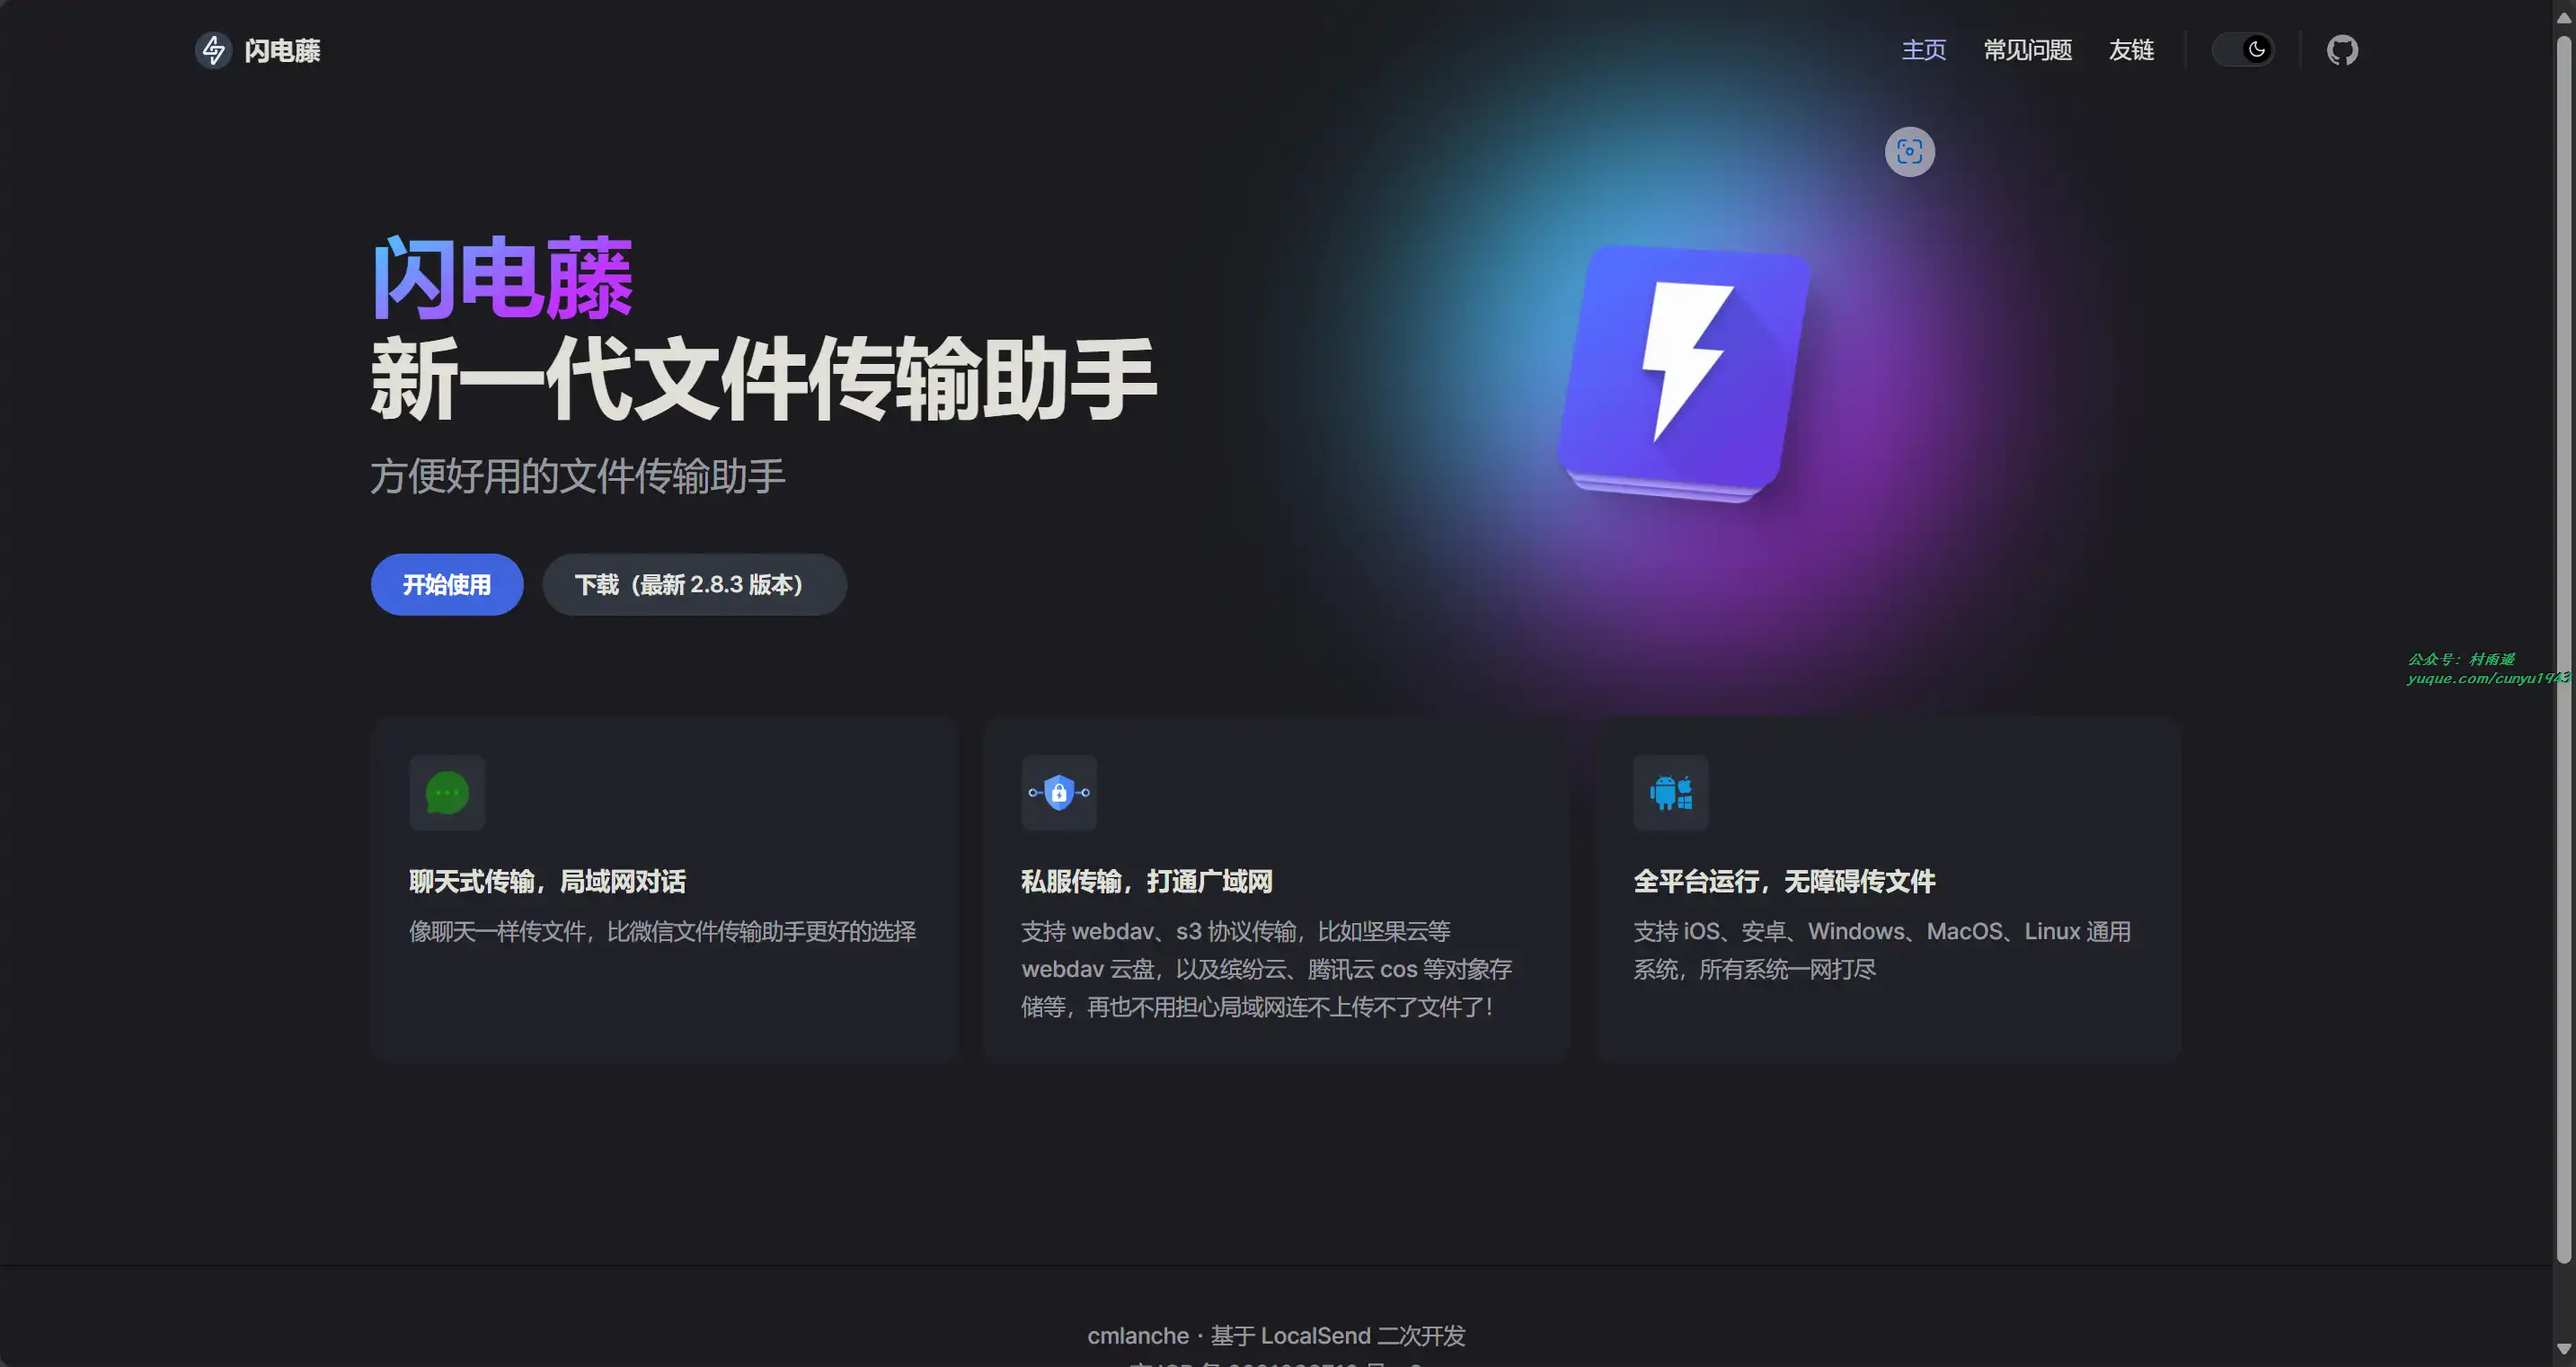 闪电藤
主页
常见问题
友链
闪电藤
新一代文件传输助手
方便好用的文件传输助手
开始使用
下载（最新 2.8.3 版本）
公众号：村雨遥
yuque.com/cunyu1943
聊天式传输，局域网对话
像聊天一样传文件，比微信文件传输助手更好的选择
私服传输，打通广域网
支持 webdav、s3 协议传输，比如坚果云等
webdav 云盘，以及缤纷云、腾讯云 cos 等对象存
储等，再也不用担心局域网连不上传不了文件了！
全平台运行，无障碍传文件
支持 iOS、安卓、Windows、MacOS、Linux 通用
系统，所有系统一网打尽
cmlanche · 基于 LocalSend 二次开发